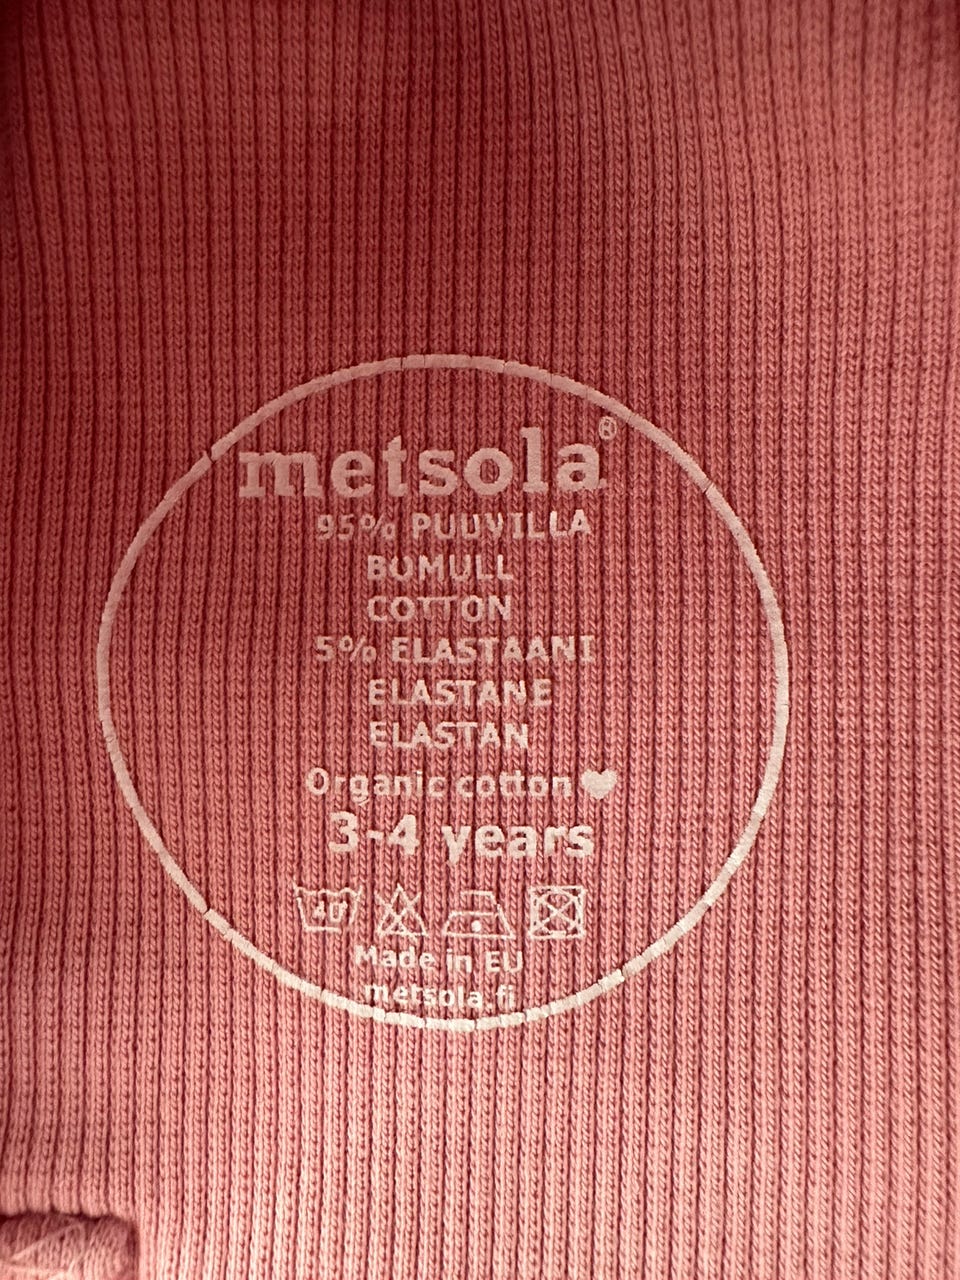 metsola®
95% PUUVILLA
BOMULL
COTTON
5% ELASTAANI
ELASTANE
ELASTAN
Organic cotton♥
3-4 years
40°
Made in EU
metsola.fi